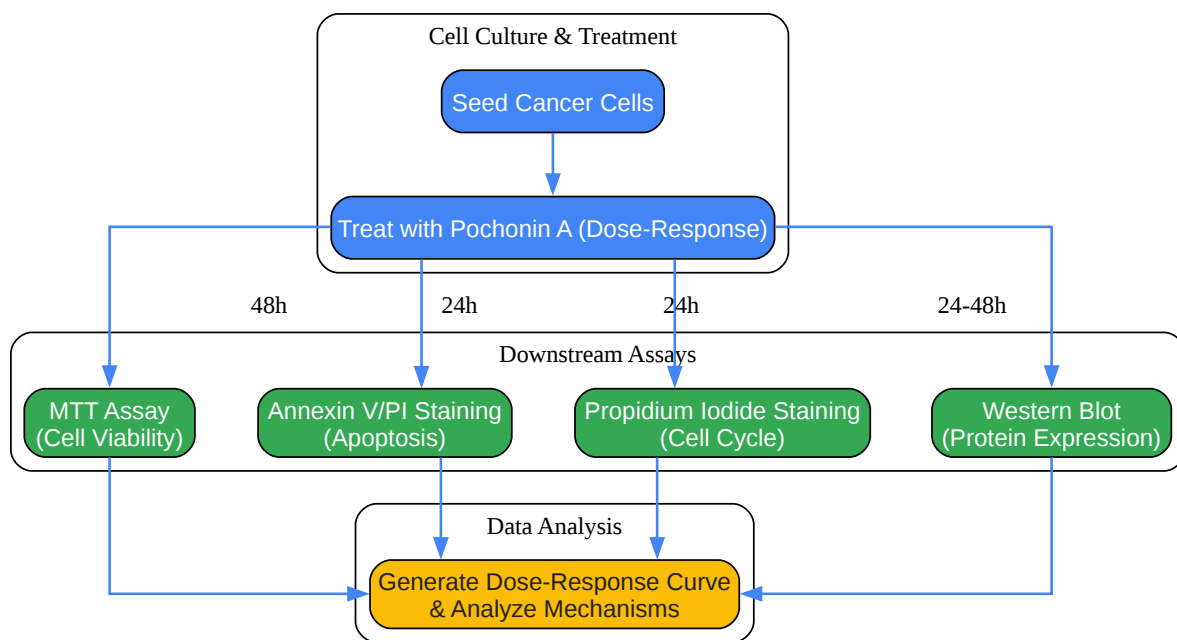 Cell Culture & Treatment
Seed Cancer Cells
Treat with Pochonin A (Dose-Response)
48h
24h
24h
24-48h
Downstream Assays
MTT Assay
(Cell Viability)
Annexin V/PI Staining
(Apoptosis)
Propidium Iodide Staining
(Cell Cycle)
Western Blot
(Protein Expression)
Data Analysis
Generate Dose-Response Curve
& Analyze Mechanisms